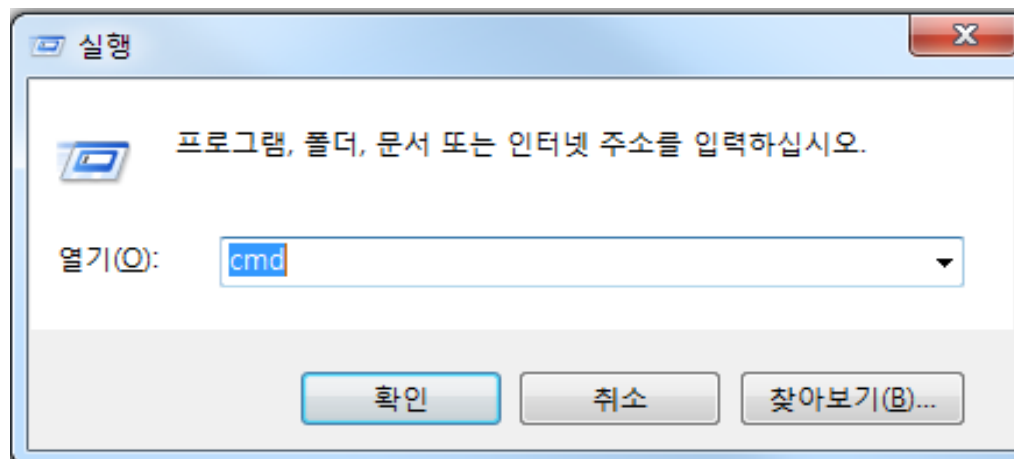 실행
프로그램, 폴더, 문서 또는 인터넷 주소를 입력하십시오.
열기(O): cmd
확인 취소 찾아보기(B)...